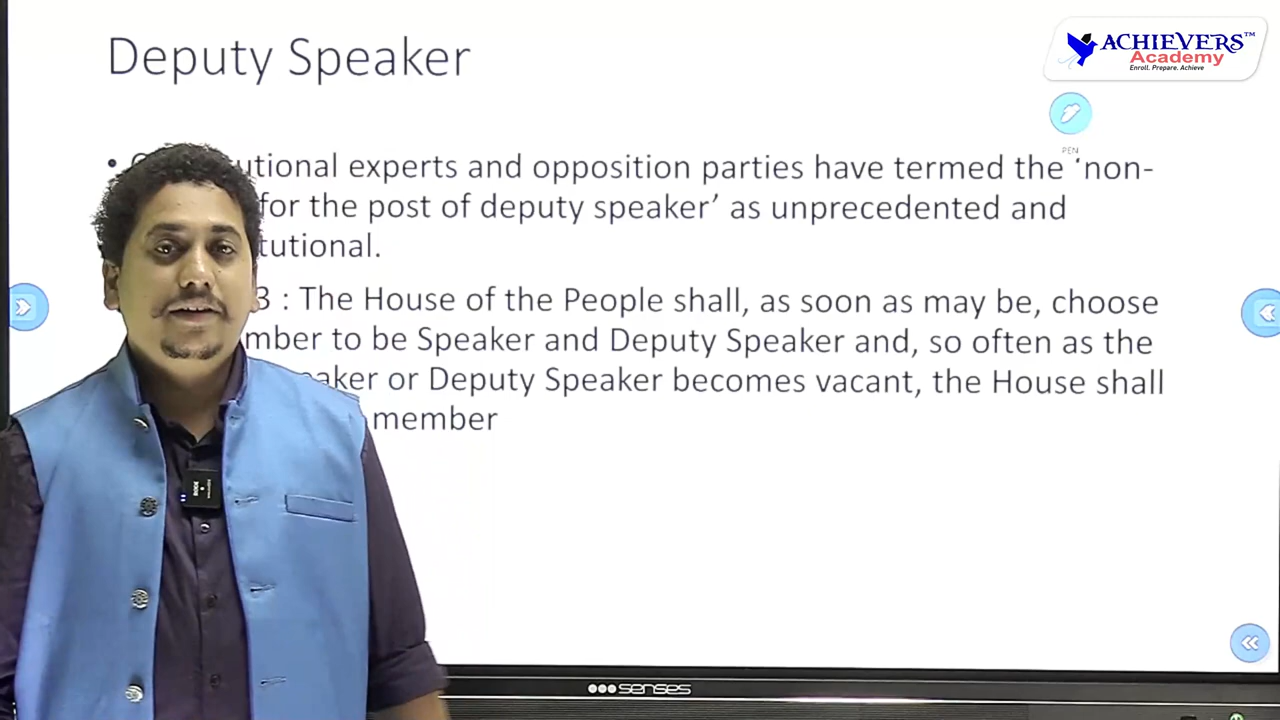 Deputy Speaker
ACHIEVERS™
Academy
Enroll. Prepare. Achieve
PEN
utional experts and opposition parties have termed the ‘non-
for the post of deputy speaker’ as unprecedented and
tutional.
3 : The House of the People shall, as soon as may be, choose
mber to be Speaker and Deputy Speaker and, so often as the
aker or Deputy Speaker becomes vacant, the House shall
member
RODE
senses